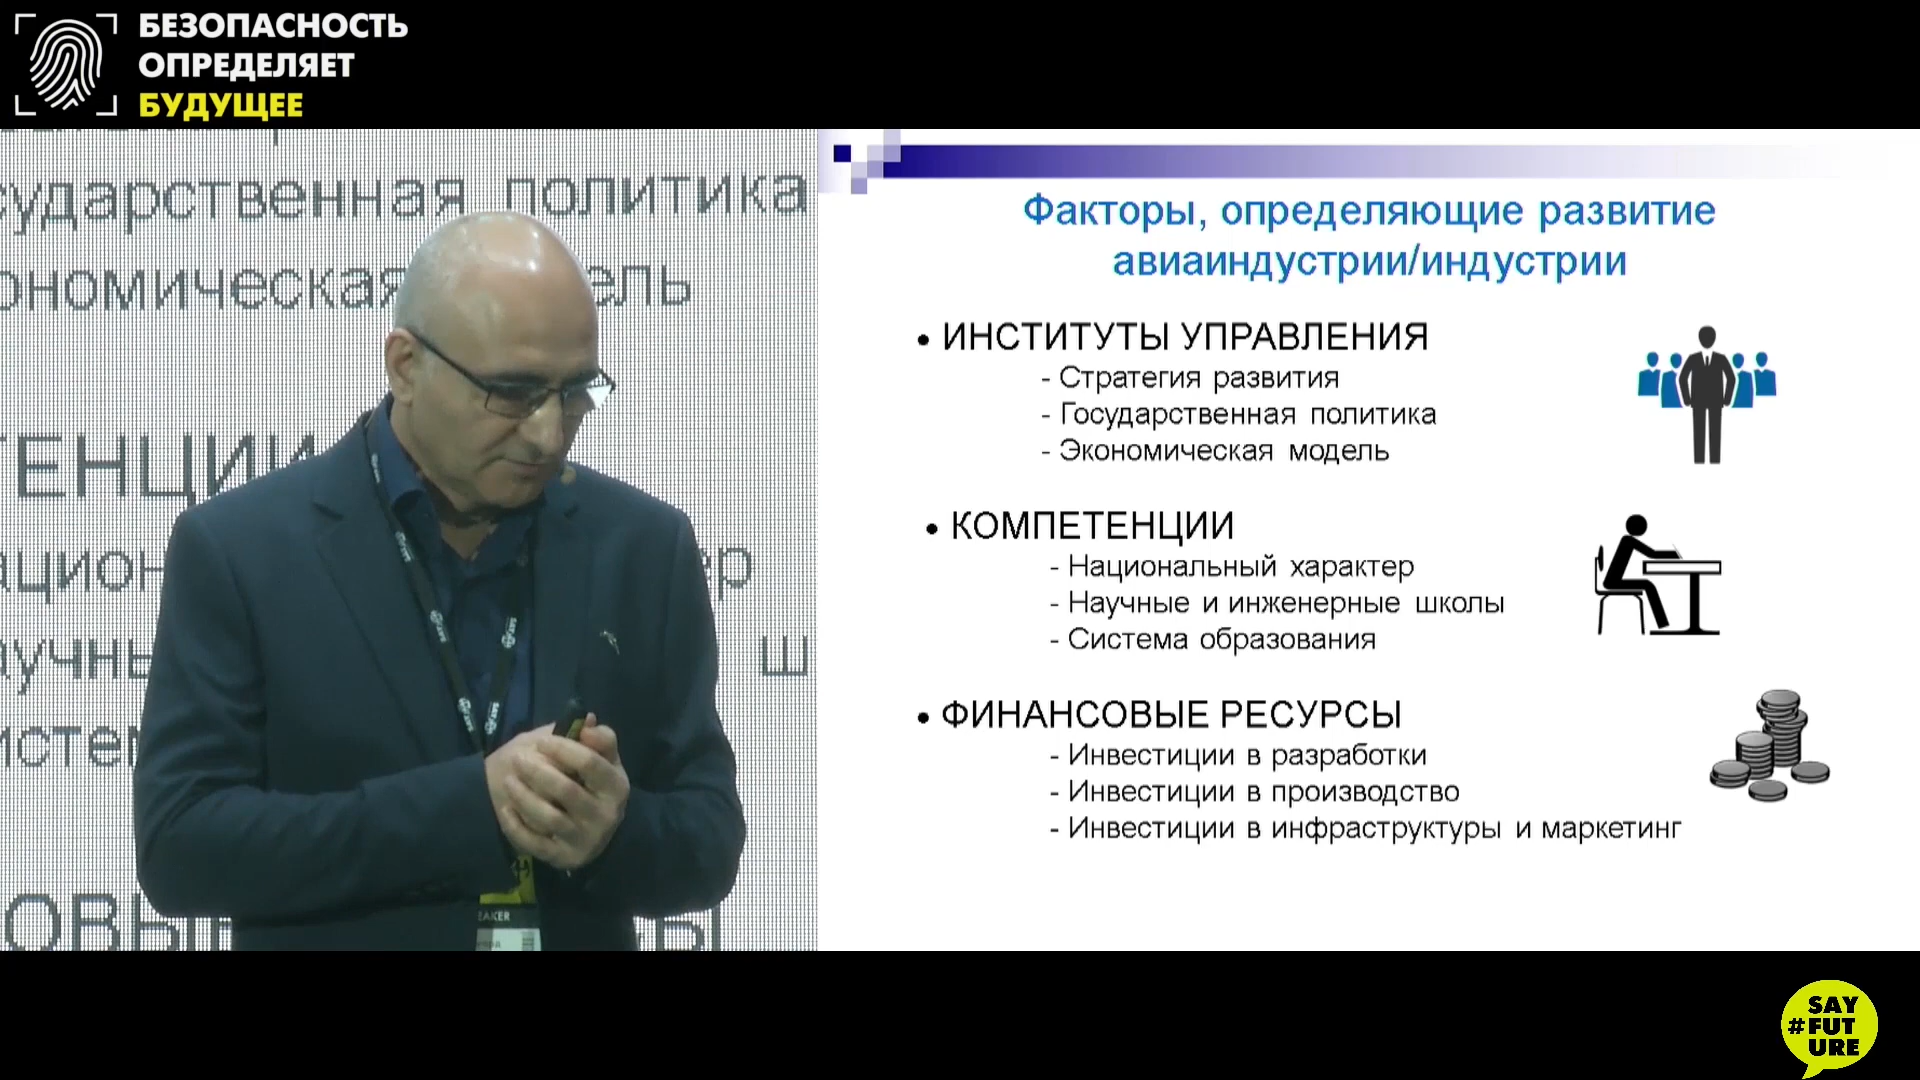 БЕЗОПАСНОСТЬ
ОПРЕДЕЛЯЕТ
БУДУЩЕЕ
политика
Факторы, определяющие развитие
авиаиндустрии/индустрии
• ИНСТИТУТЫ УПРАВЛЕНИЯ
- Стратегия развития
- Государственная политика
- Экономическая модель
• КОМПЕТЕНЦИИ
- Национальный характер
- Научные и инженерные школы
- Система образования
• ФИНАНСОВЫЕ РЕСУРСЫ
- Инвестиции в разработки
- Инвестиции в производство
- Инвестиции в инфраструктуры и маркетинг
SAY
#FUT
URE